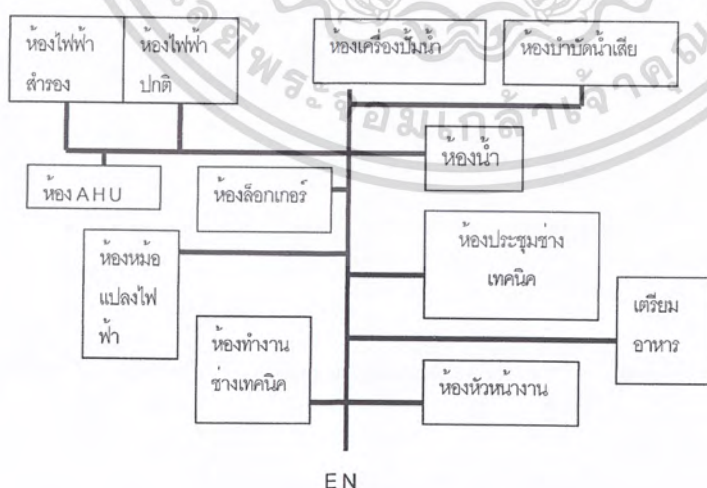 ห้องไฟฟ้า
สำรอง
ห้องไฟฟ้า
ปกติ
ห้องเครื่องปั๊มน้ำ
ห้องบำบัดน้ำเสีย
ห้องน้ำ
ห้อง AHU
ห้องล็อกเกอร์
ห้องประชุมช่าง
เทคนิค
ห้องหม้อ
แปลงไฟ
ฟ้า
เตรียม
อาหาร
ห้องทำงาน
ช่างเทคนิค
ห้องหัวหน้างาน
EN